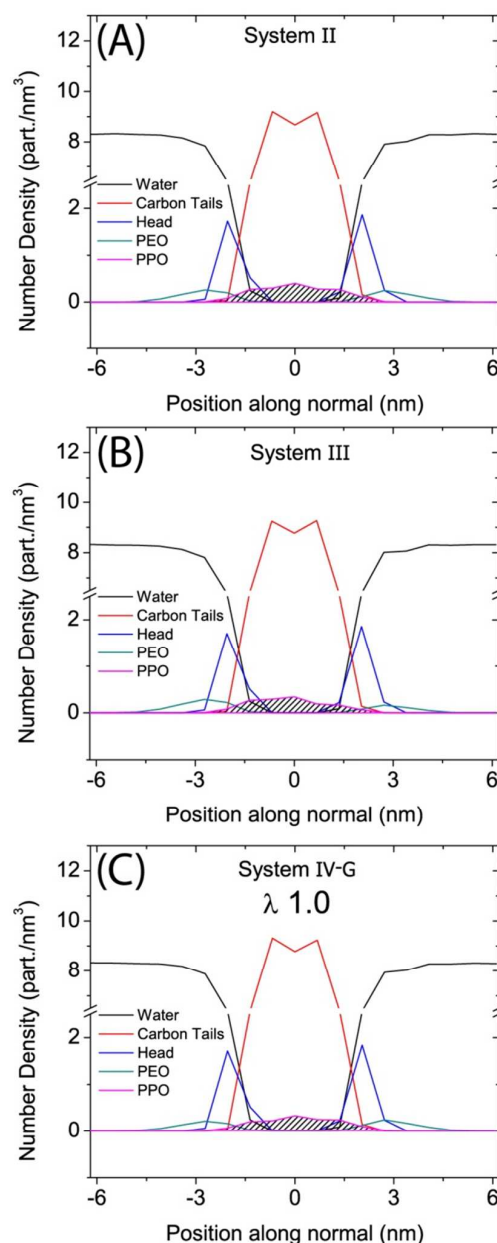 (A)
System II
Number Density (part./nm³)
12
10
8
2
0
Water
Carbon Tails
Head
PEO
PPO
-6
-3
0
3
6
Position along normal (nm)
(B)
System III
Number Density (part./nm³)
12
10
8
2
0
Water
Carbon Tails
Head
PEO
PPO
-6
-3
0
3
6
Position along normal (nm)
(C)
System IV-G
λ 1.0
Number Density (part./nm³)
12
10
8
2
0
Water
Carbon Tails
Head
PEO
PPO
-6
-3
0
3
6
Position along normal (nm)